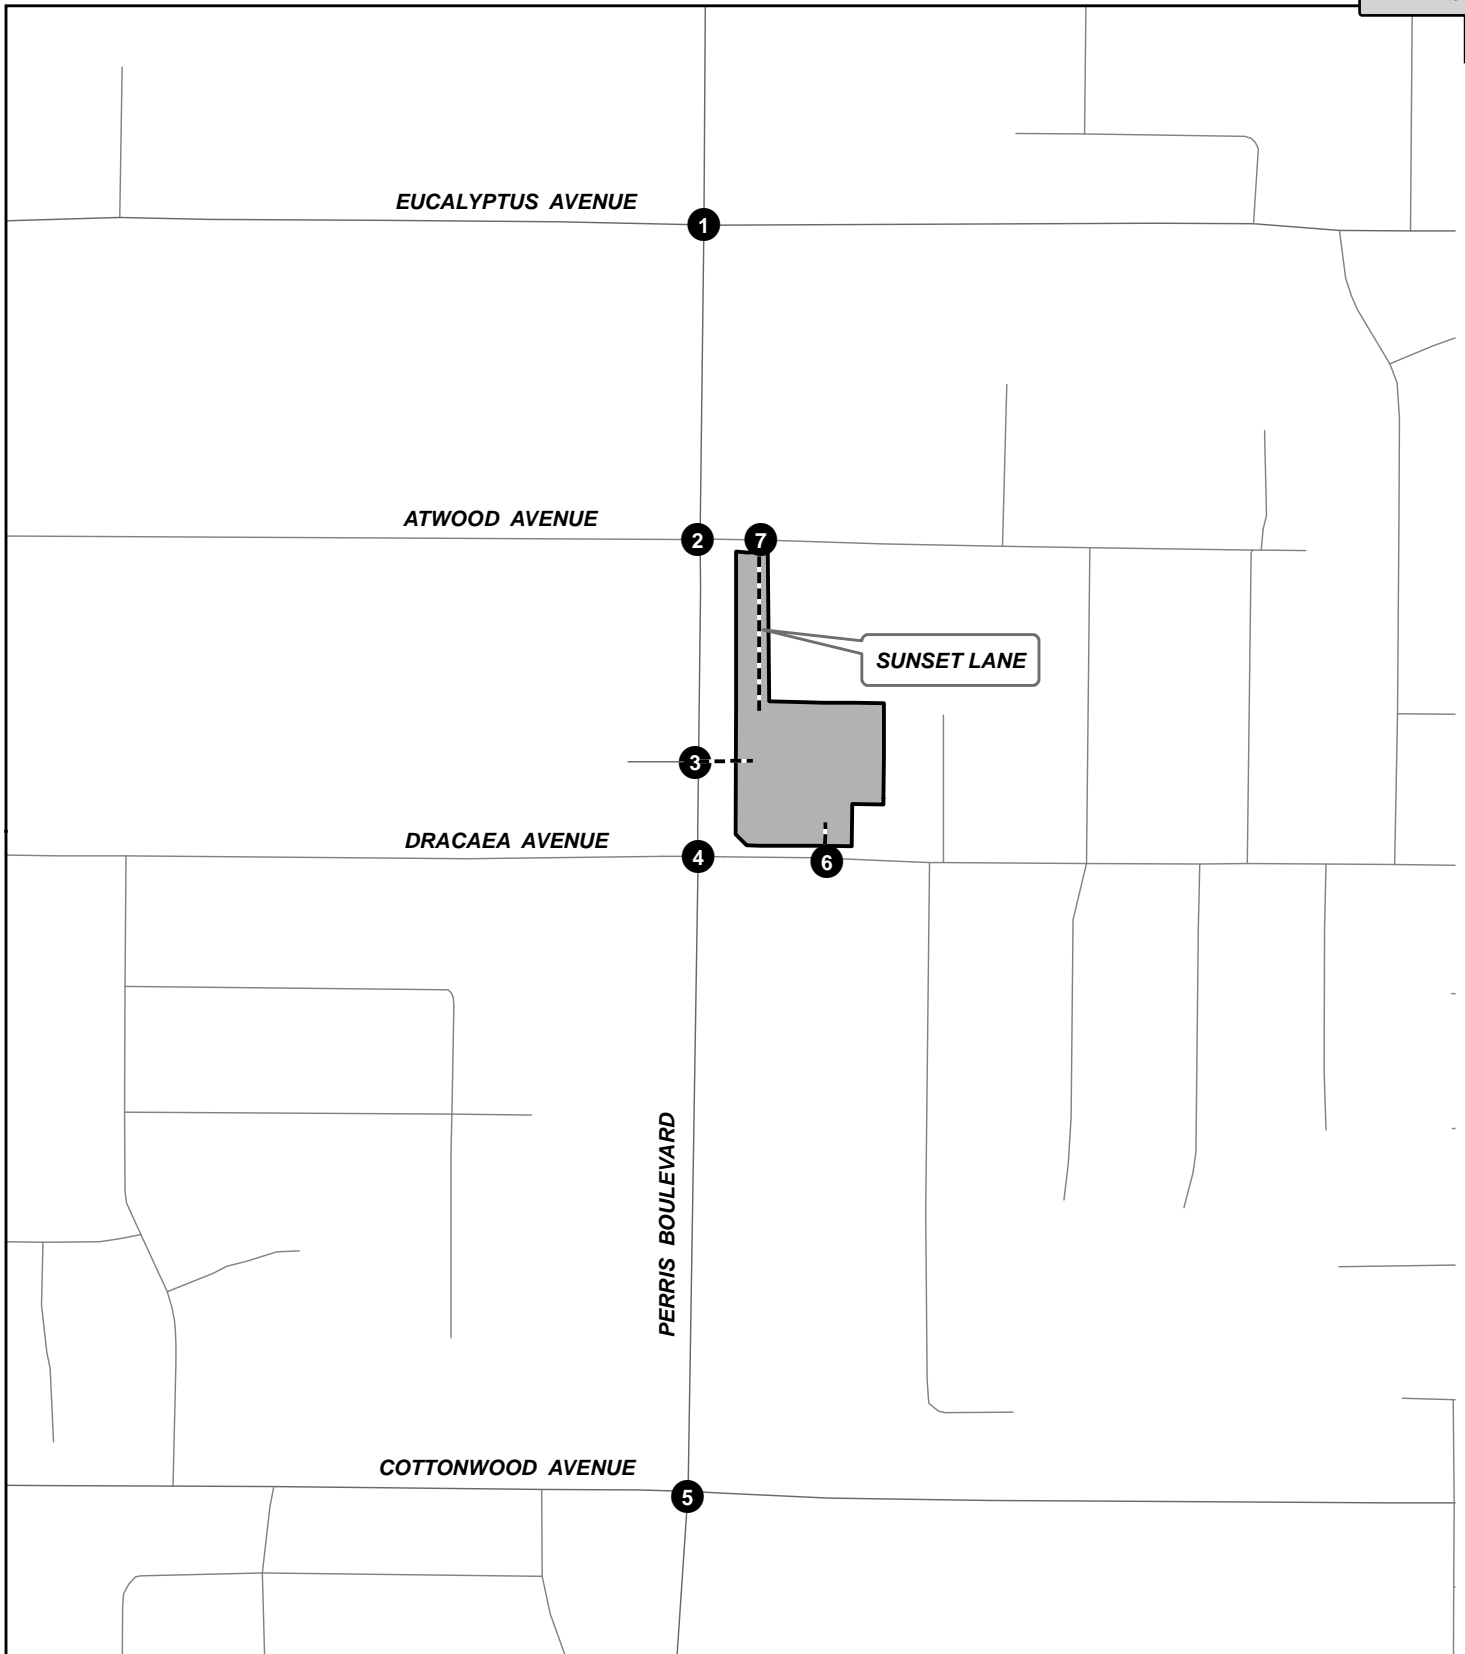 EUCALYPTUS AVENUE
1
ATWOOD AVENUE
2
7
SUNSET LANE
3
DRACAEA AVENUE
4
6
PERRIS BOULEVARD
COTTONWOOD AVENUE
5